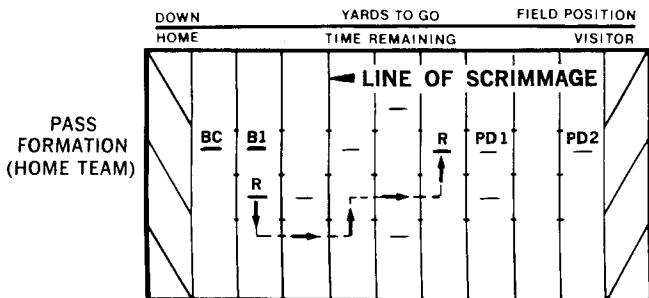 DOWN YARDS TO GO FIELD POSITION
HOME TIME REMAINING VISITOR
LINE OF SCRIMMAGE
PASS
FORMATION
(HOME TEAM)
BC B1 R PD1 PD2
R